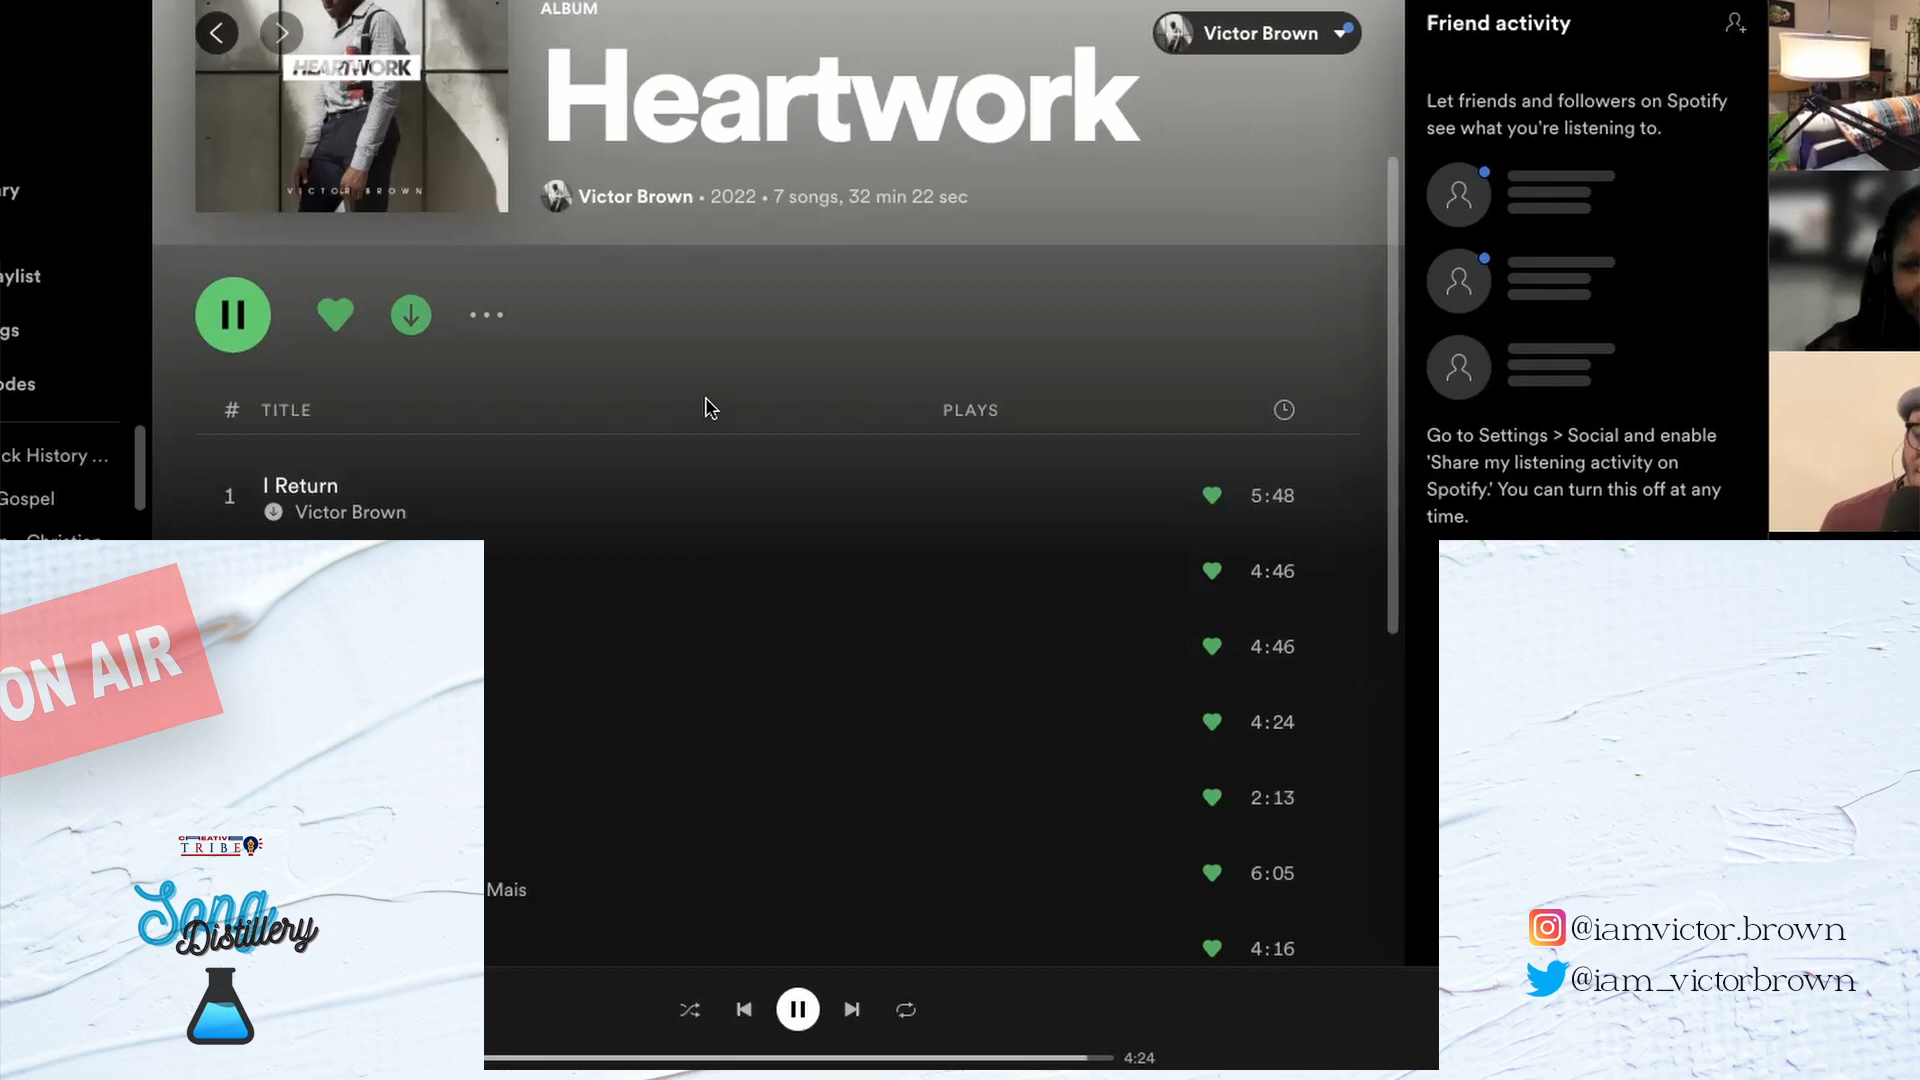 ALBUM
Heartwork
HEARTWORK
VICTOR BROWN
Victor Brown
Victor Brown • 2022 • 7 songs, 32 min 22 sec
# TITLE PLAYS
1 I Return 5:48
Victor Brown
4:46
4:46
4:24
2:13
6:05
Mais
4:16
4:24
Friend activity
Let friends and followers on Spotify
see what you're listening to.
Go to Settings > Social and enable
'Share my listening activity on
Spotify.' You can turn this off at any
time.
ry
aylist
gs
odes
ck History ...
Gospel
ON AIR
CREATIVE
TRIBE
Song
Distillery
@iamvictor.brown
@iam_victorbrown